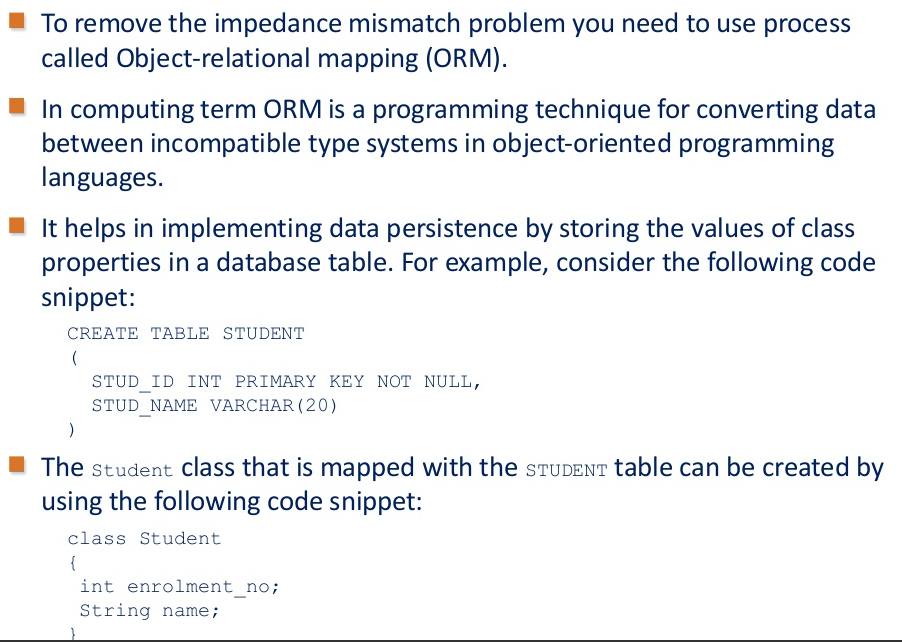 To remove the impedance mismatch problem you need to use process
called Object-relational mapping (ORM).
In computing term ORM is a programming technique for converting data
between incompatible type systems in object-oriented programming
languages.
It helps in implementing data persistence by storing the values of class
properties in a database table. For example, consider the following code
snippet:
CREATE TABLE STUDENT
(
STUD_ID INT PRIMARY KEY NOT NULL,
STUD_NAME VARCHAR(20)
)
The Student class that is mapped with the STUDENT table can be created by
using the following code snippet:
class Student
{
int enrolment_no;
String name;
}